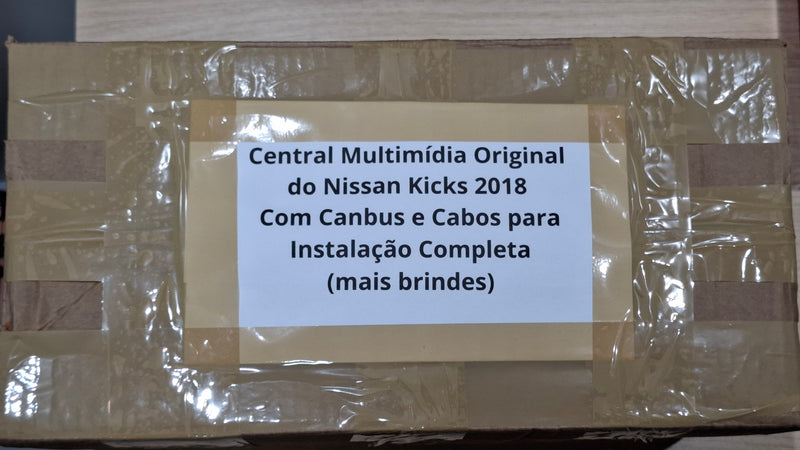 Central Multimídia Original
do Nissan Kicks 2018
Com Canbus e Cabos para
Instalação Completa
(mais brindes)